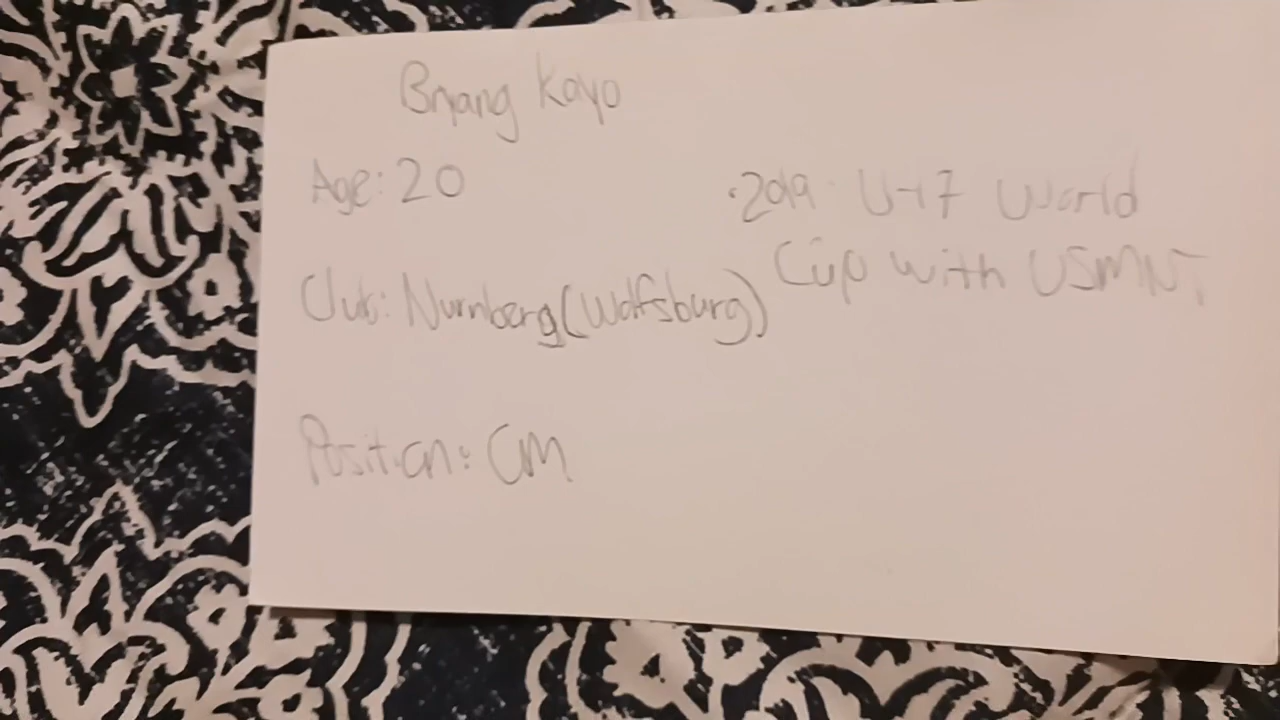 Bryang Kayo
Age: 20
·2019 U-17 World
Cup with USMNT
Club: Nurnberg (Wolfsburg)
Position: CM